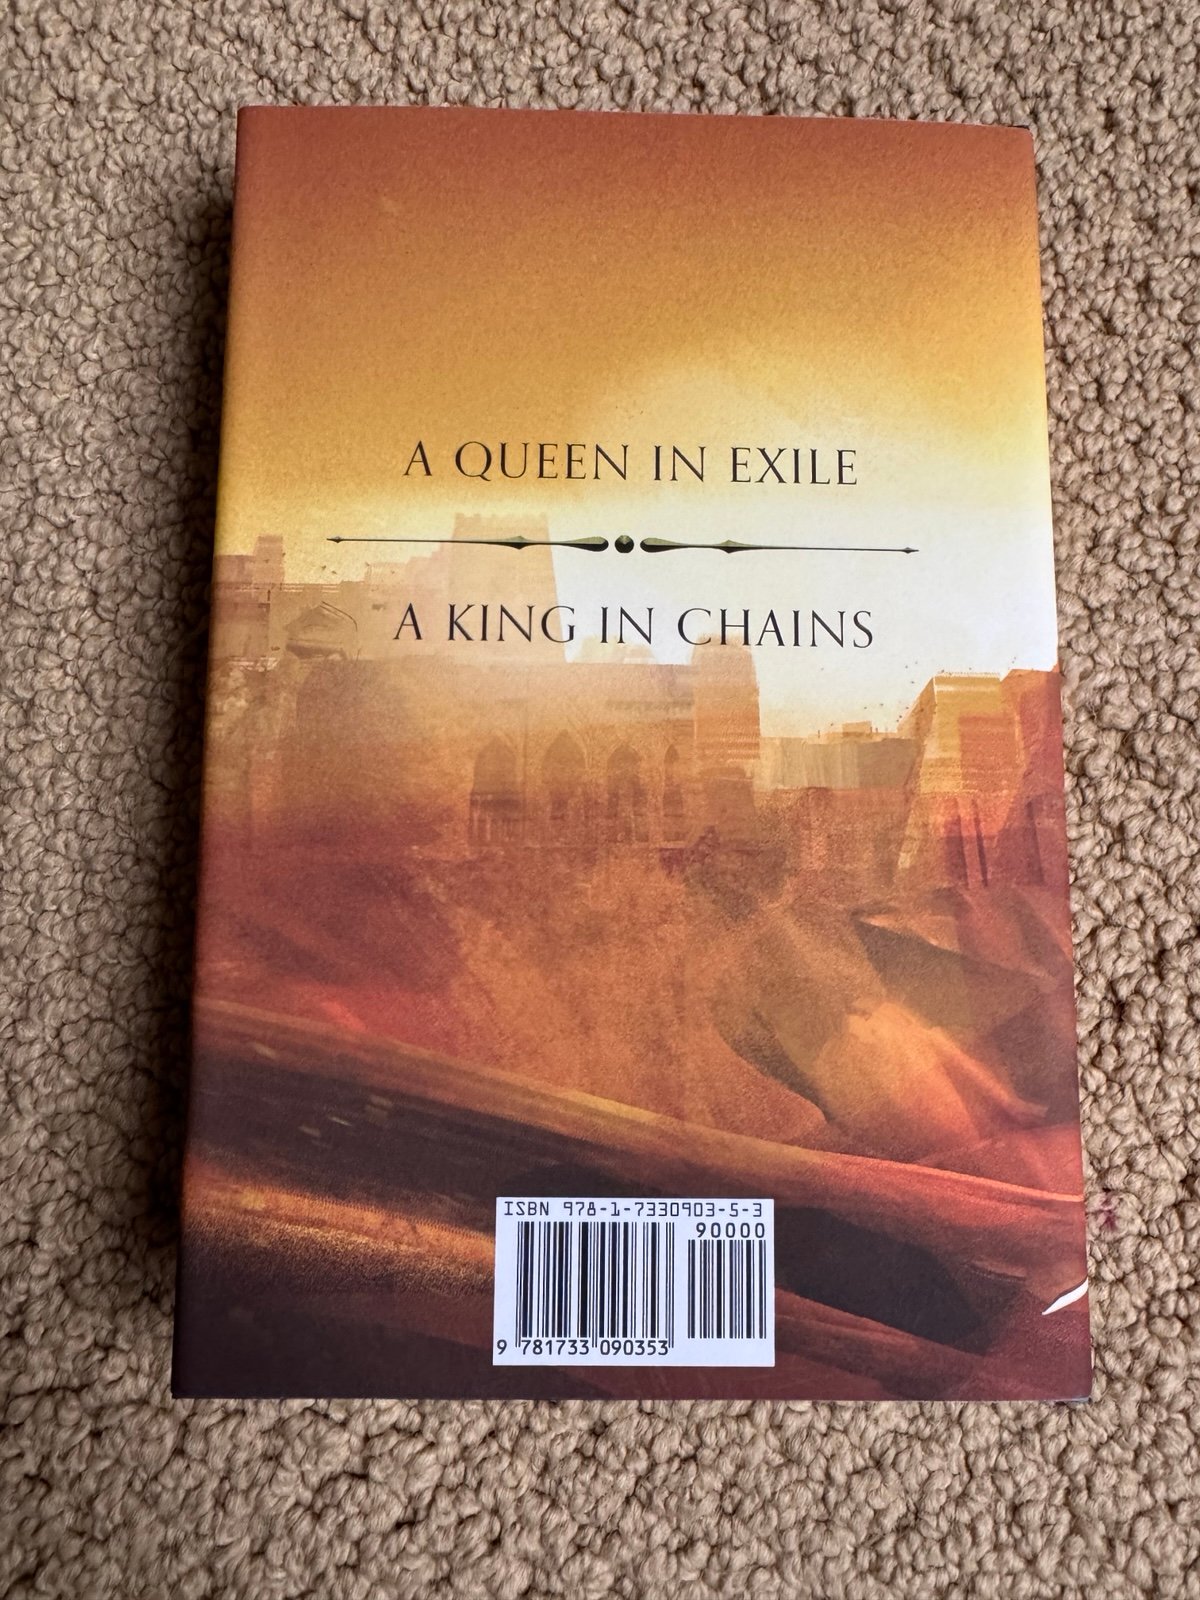 A QUEEN IN EXILE
A KING IN CHAINS
ISBN 978-1-7330903-5-3
90000
9 781733 090353